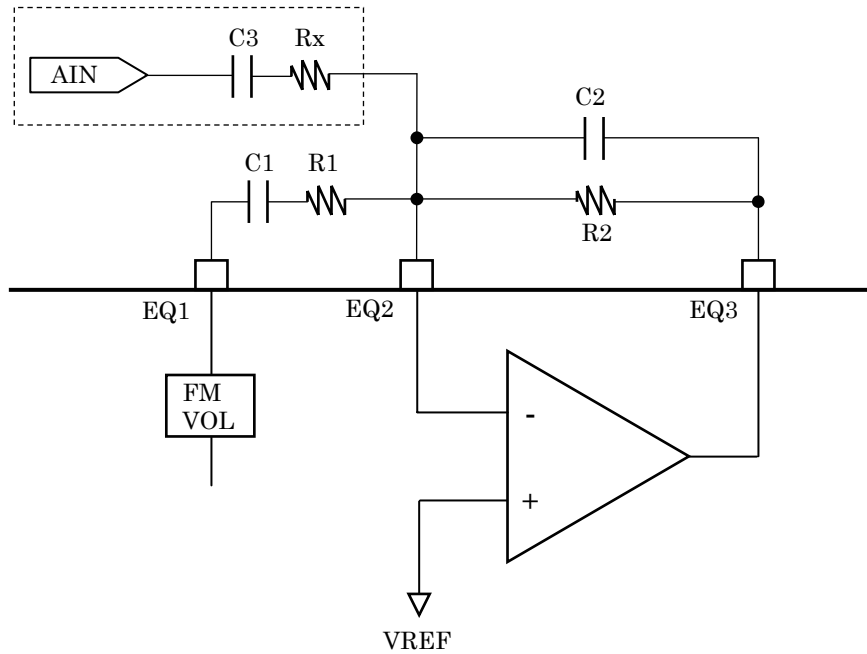 C3
Rx
AIN
C2
C1
R1
R2
EQ1
EQ2
EQ3
FM
VOL
-
+
VREF